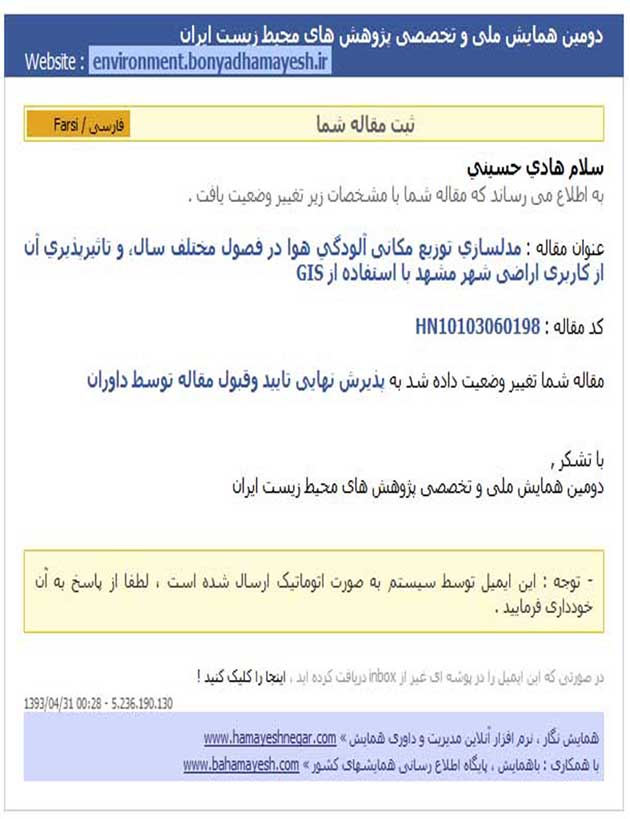 دومین همایش ملی و تخصصی پژوهش های محیط زیست ایران
Website : environment.bonyadhamayesh.ir
ثبت مقاله شما
فارسی / Farsi
سلام هادي حسيني
به اطلاع می رساند که مقاله شما با مشخصات زیر تغییر وضعیت یافت .
عنوان مقاله : مدلسازي توزیع مکانی آلودگي هوا در فصول مختلف سال، و تاثیرپذیري آن
از کاربری اراضی شهر مشهد با استفاده از GIS
کد مقاله : HN10103060198
مقاله شما تغییر وضعیت داده شد به پذیرش نهایی تایید وقبول مقاله توسط داوران
با تشکر ,
دومین همایش ملی و تخصصی پژوهش های محیط زیست ایران
- توجه : این ایمیل توسط سیستم به صورت اتوماتیک ارسال شده است ، لطفا از پاسخ به آن
خودداری فرمایید .
در صورتی که این ایمیل را در پوشه ای غیر از inbox دریافت کرده اید ، اینجا را کلیک کنید !
1393/04/31 00:28 - 5.236.190.130
همایش نگار ، نرم افزار آنلاین مدیریت و داوری همایش » www.hamayeshnegar.com
با همکاری : باهمایش ، پایگاه اطلاع رسانی همایشهای کشور » www.bahamayesh.com